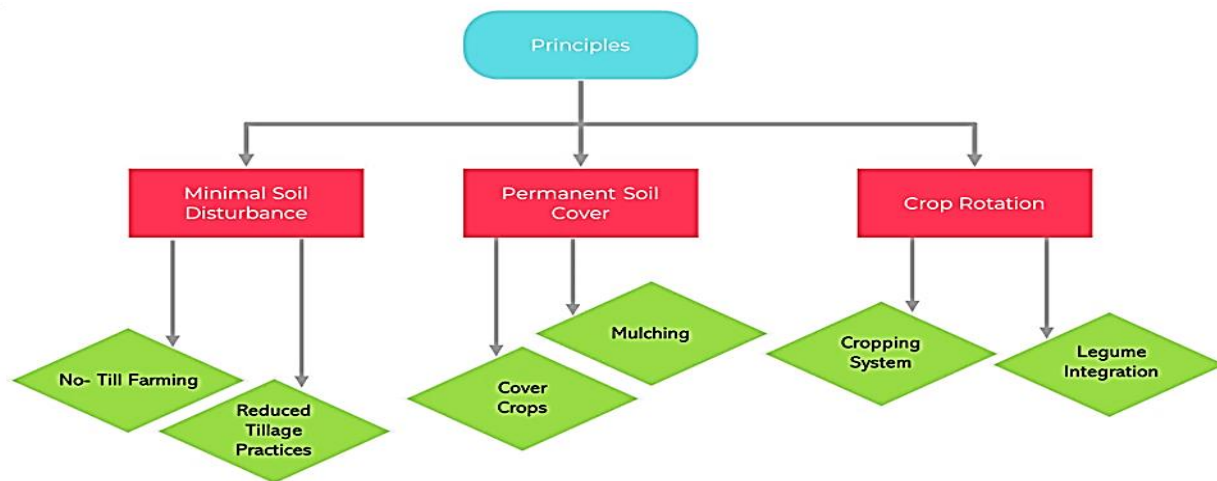 Principles
Minimal Soil
Disturbance
Permanent Soil
Cover
Crop Rotation
No- Till Farming
Reduced
Tillage
Practices
Cover
Crops
Mulching
Cropping
System
Legume
Integration